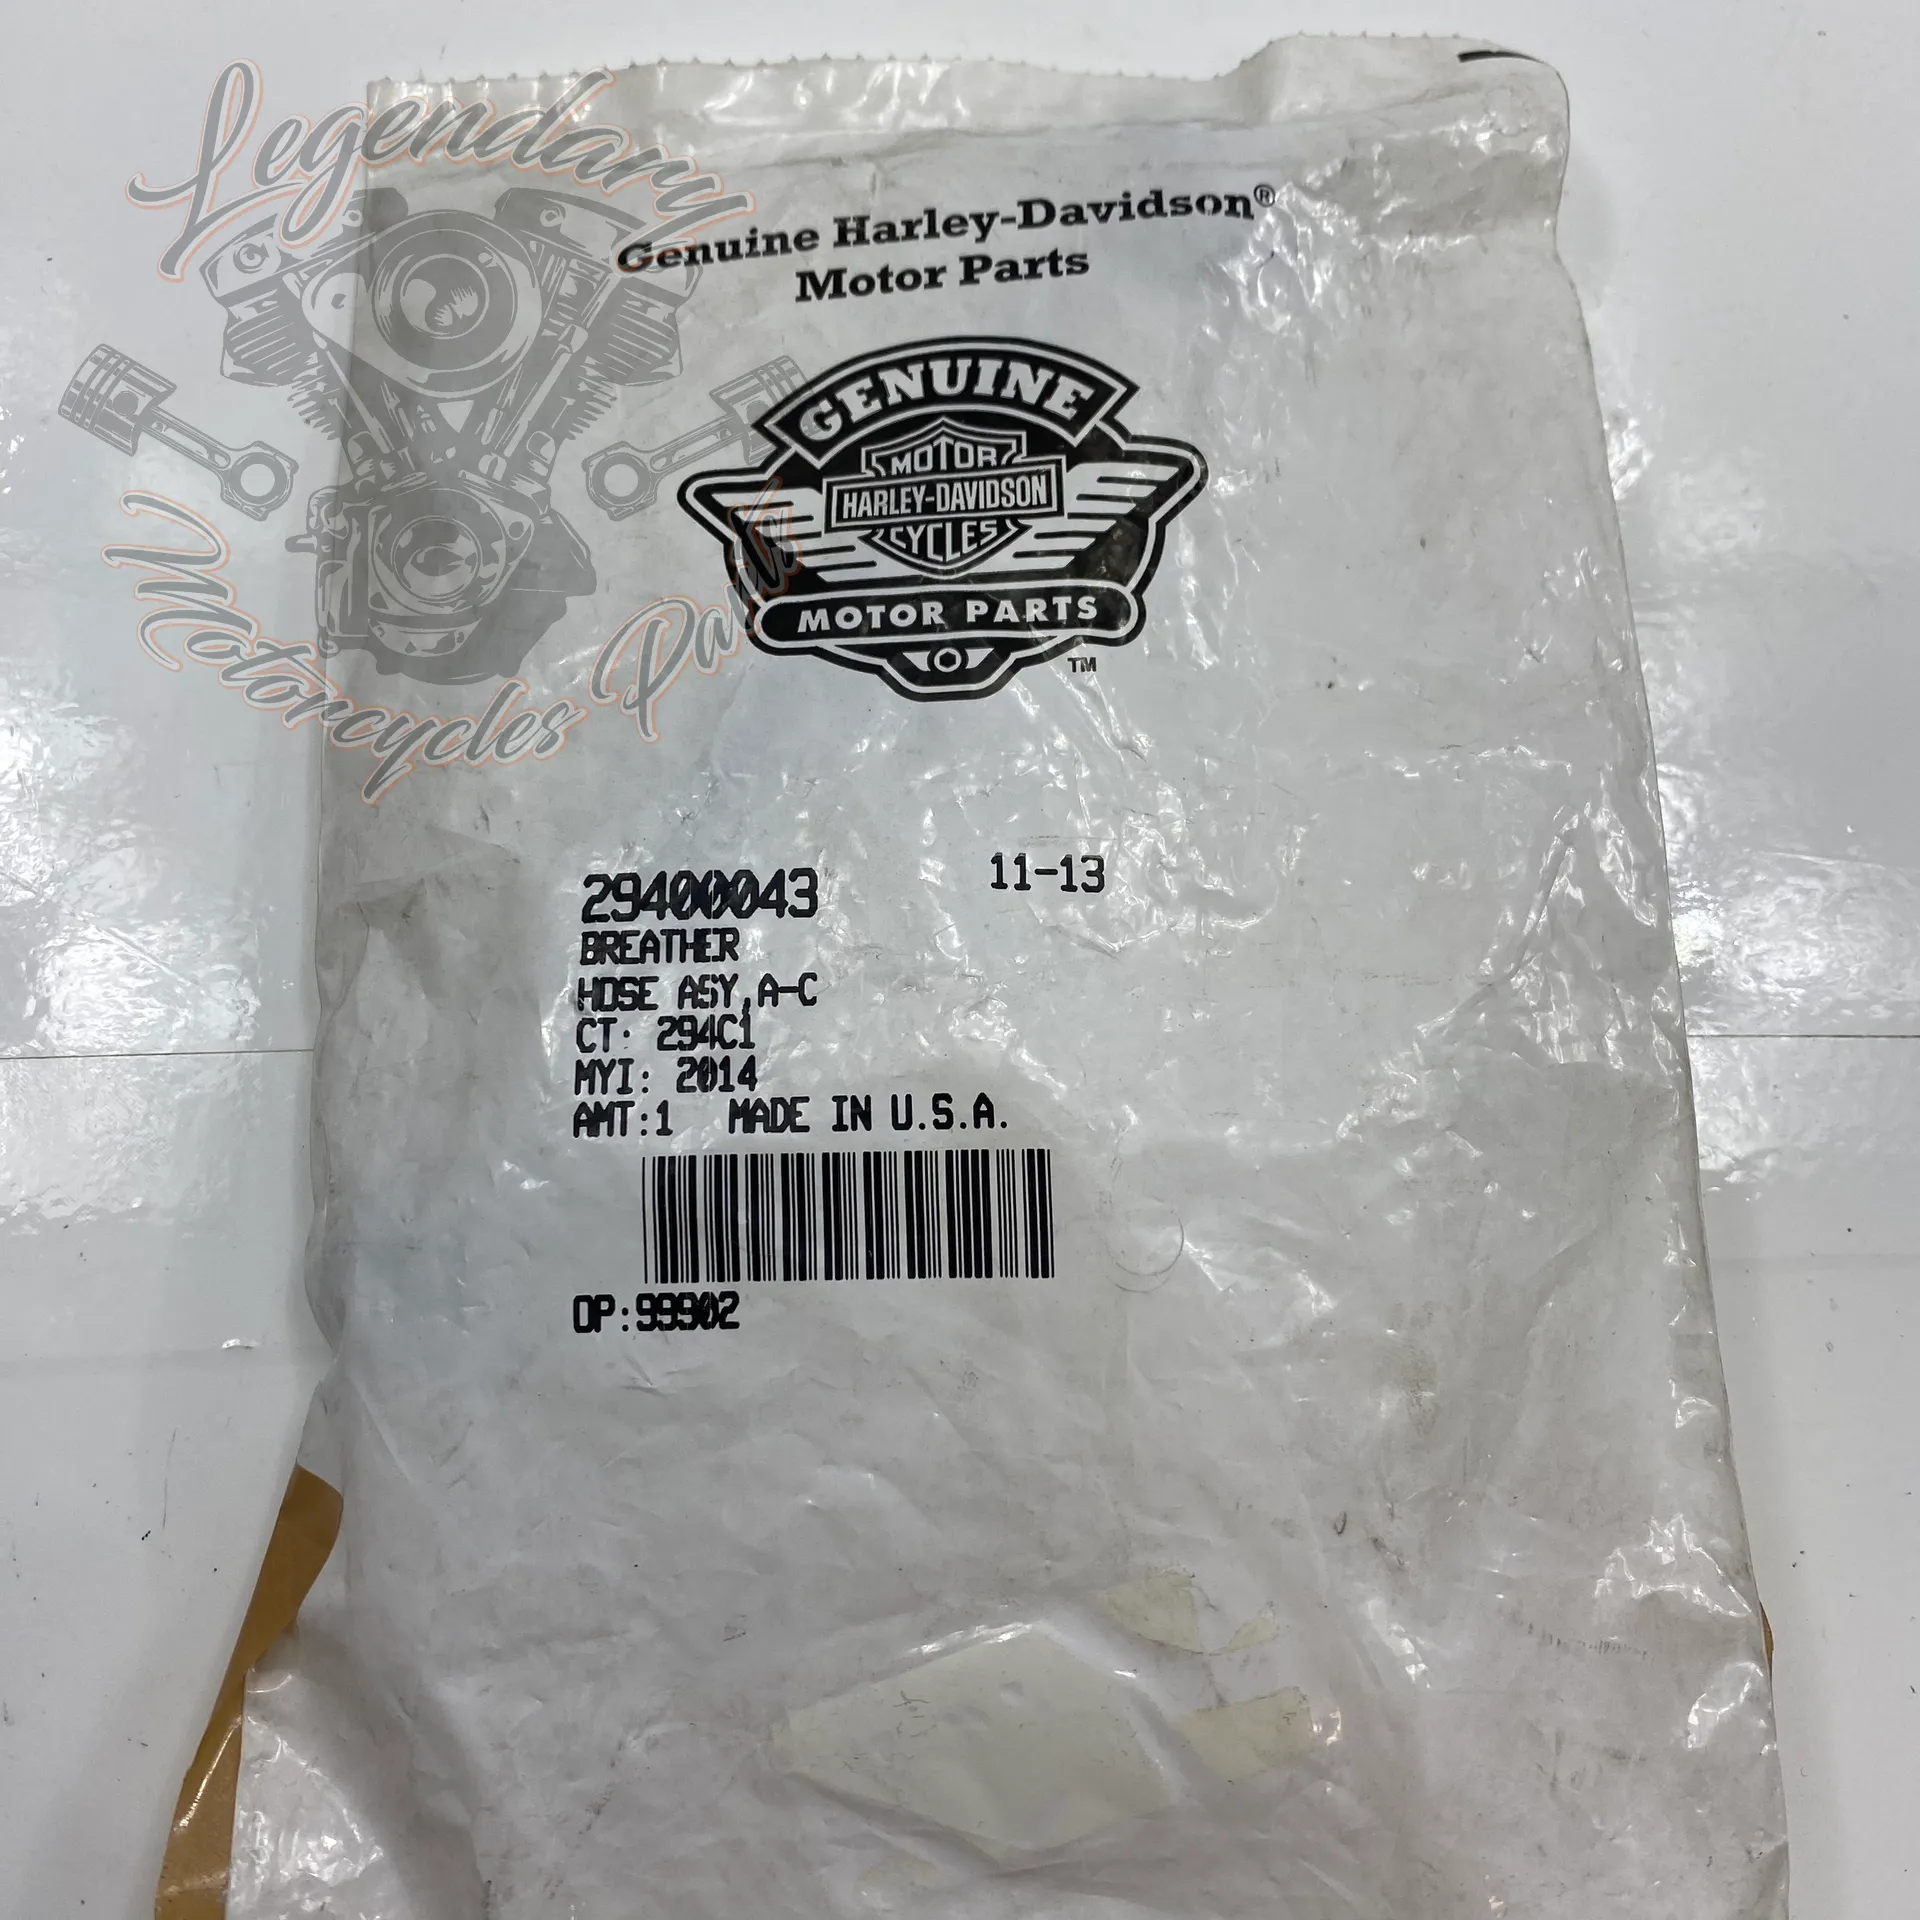 Legendary
Motorcycles Parts
Genuine Harley-Davidson®
Motor Parts
GENUINE
MOTOR
HARLEY-DAVIDSON
CYCLES
MOTOR PARTS
TM
29400043 11-13
BREATHER
HOSE ASY,A-C
CT: 294C1
MYI: 2014
AMT:1 MADE IN U.S.A.
OP:99902